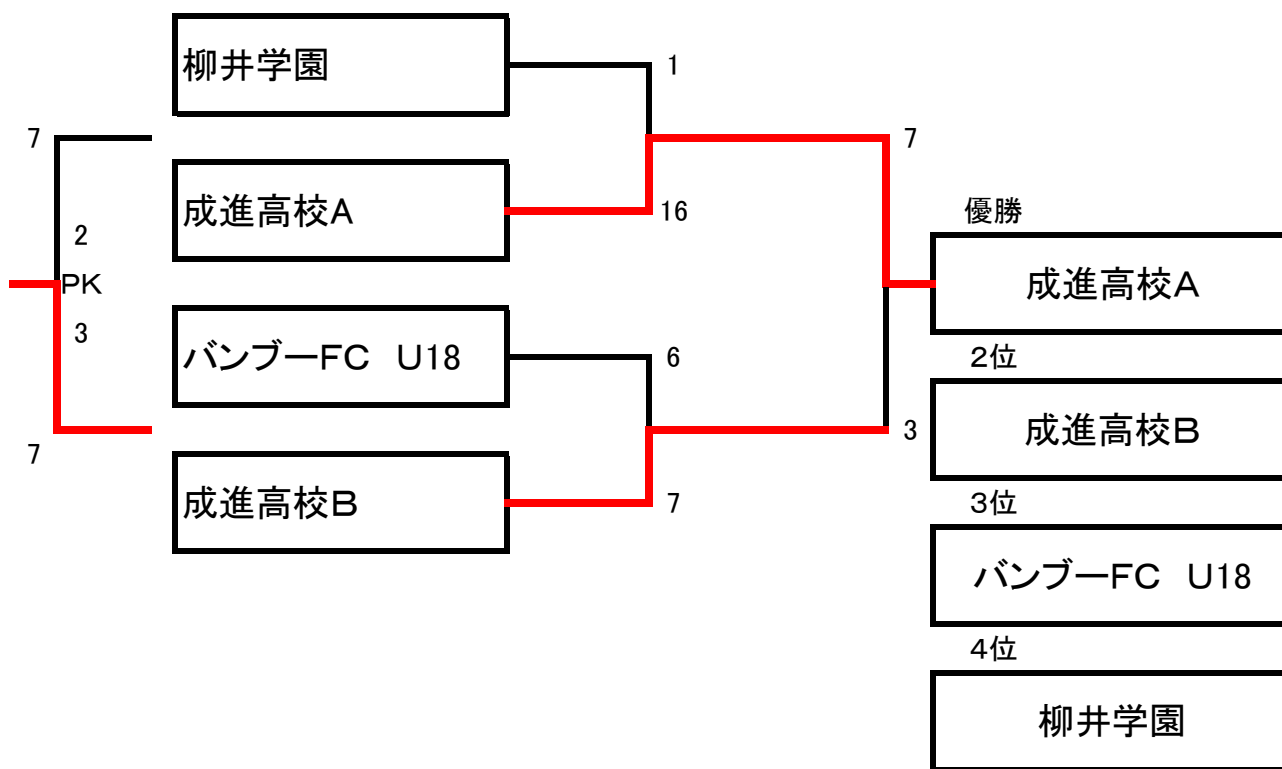 柳井学園
1
7
7
成進高校A
16
2
優勝
成進高校A
PK
3
バンブーFC U18
6
2位
7
3
成進高校B
成進高校B
7
3位
バンブーFC U18
4位
柳井学園